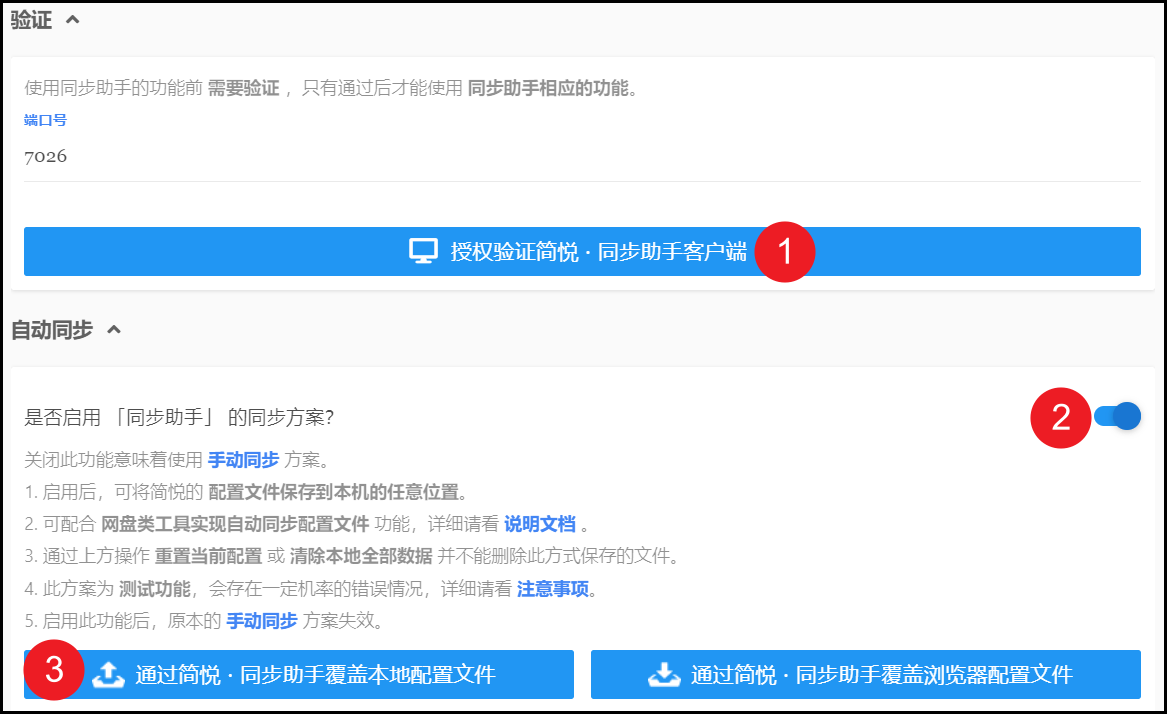 验证
使用同步助手的功能前 需要验证 ，只有通过后才能使用 同步助手相应的功能。
端口号
7026
授权验证简悦 · 同步助手客户端 1
自动同步
是否启用 「同步助手」 的同步方案? 2
关闭此功能意味着使用 手动同步 方案。
1. 启用后，可将简悦的 配置文件保存到本机的任意位置。
2. 可配合 网盘类工具实现自动同步配置文件 功能，详细请看 说明文档 。
3. 通过上方操作 重置当前配置 或 清除本地全部数据 并不能删除此方式保存的文件。
4. 此方案为 测试功能，会存在一定机率的错误情况，详细请看 注意事项。
5. 启用此功能后，原本的 手动同步 方案失效。
3 通过简悦 · 同步助手覆盖本地配置文件 通过简悦 · 同步助手覆盖浏览器配置文件